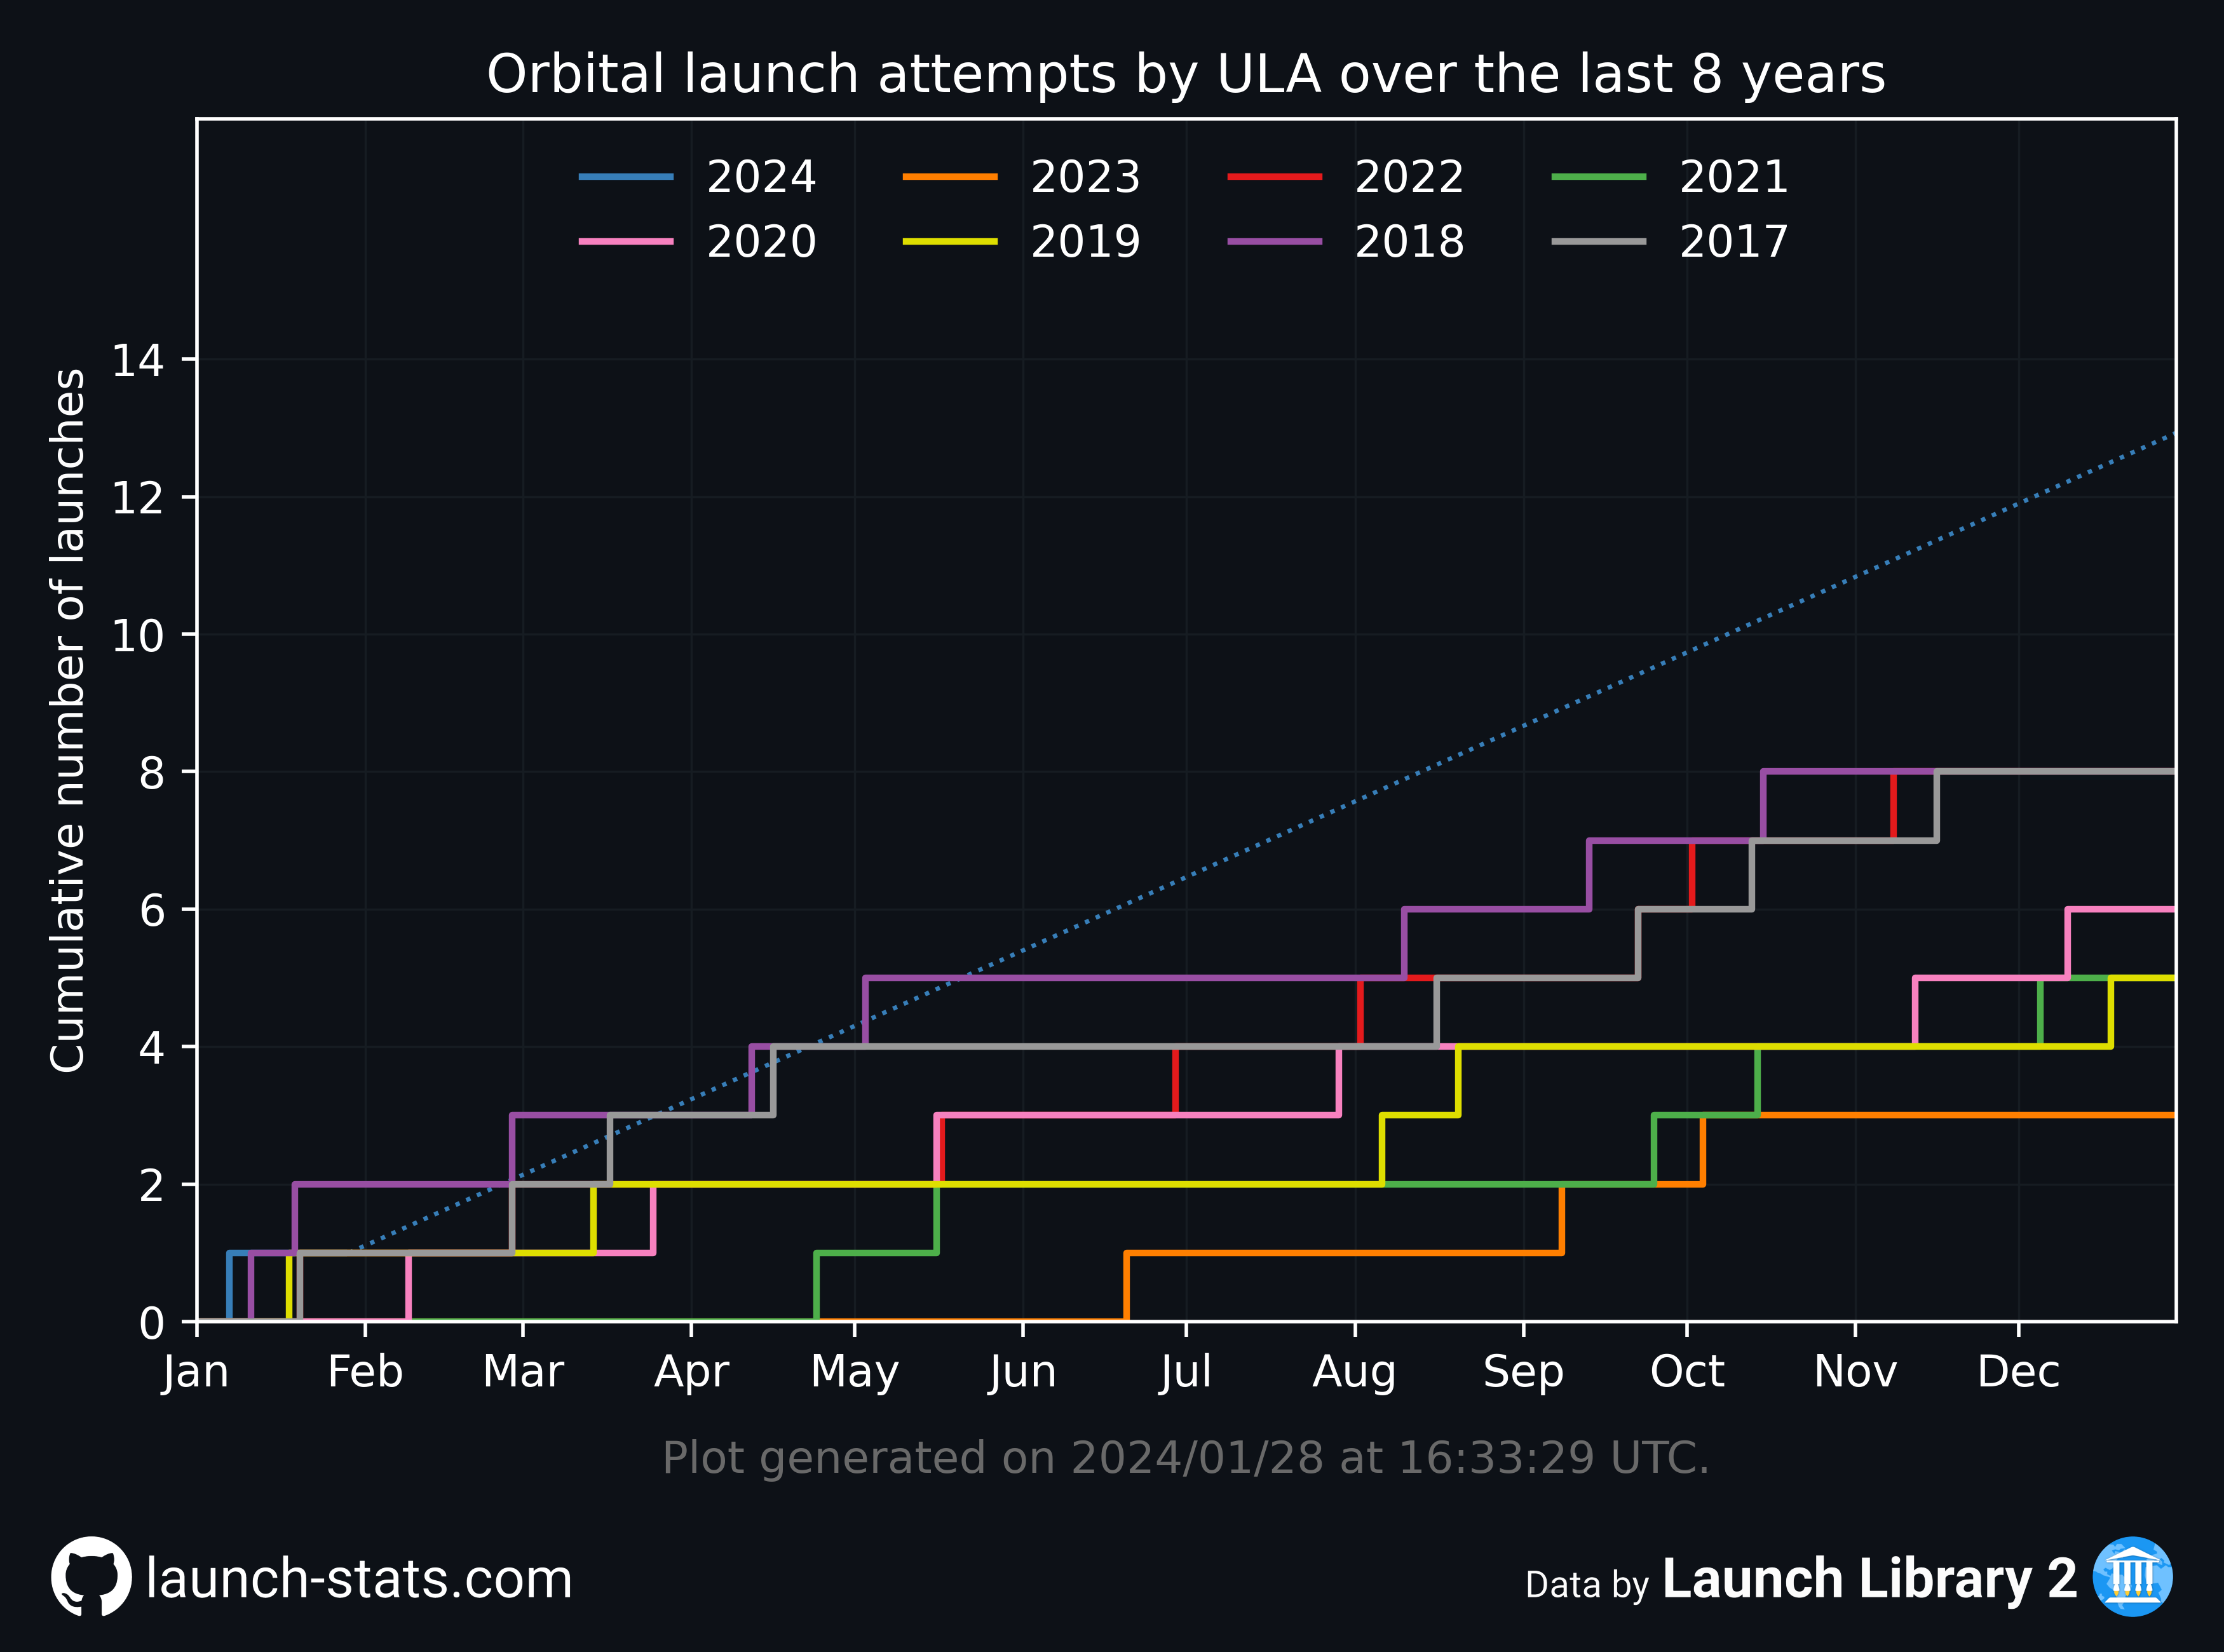 Orbital launch attempts by ULA over the last 8 years
2024 2023 2022 2021
2020 2019 2018 2017
Cumulative number of launches
14
12
10
8
6
4
2
0
Jan Feb Mar Apr May Jun Jul Aug Sep Oct Nov Dec
Plot generated on 2024/01/28 at 16:33:29 UTC.
launch-stats.com
Data by Launch Library 2